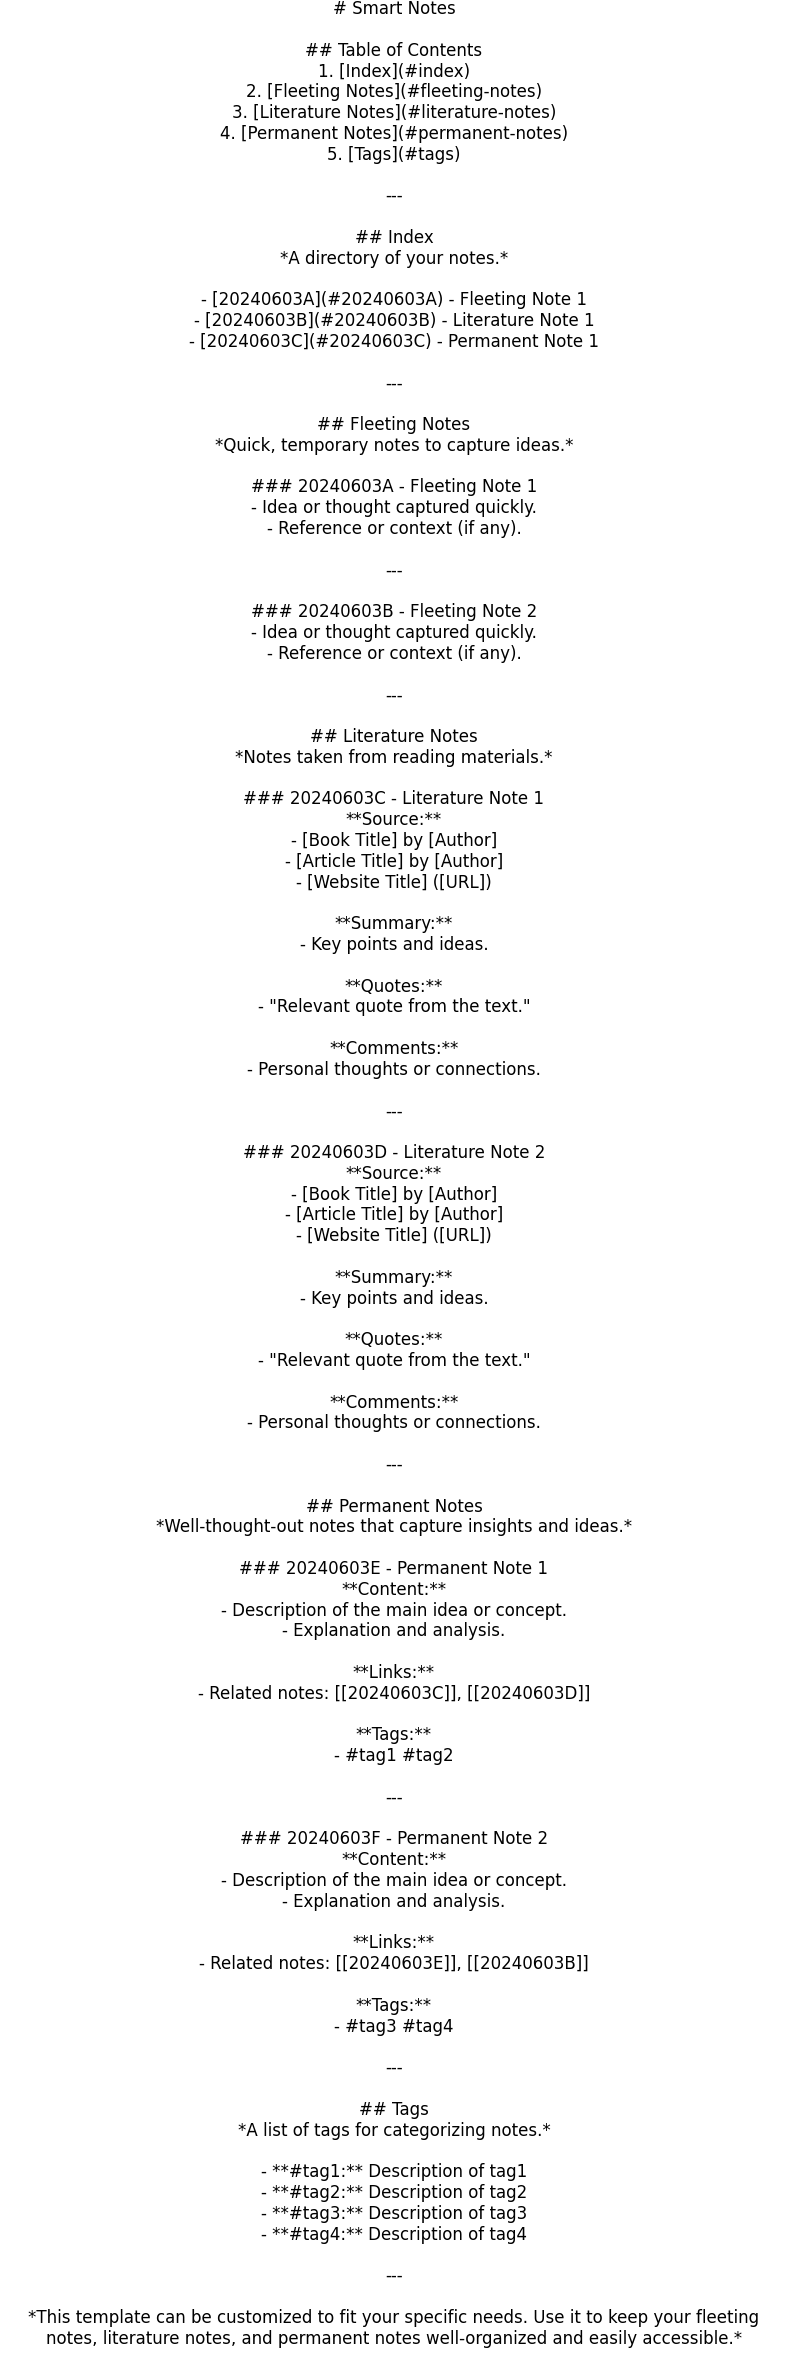 # Smart Notes
## Table of Contents
1. [Index](#index)
2. [Fleeting Notes](#fleeting-notes)
3. [Literature Notes](#literature-notes)
4. [Permanent Notes](#permanent-notes)
5. [Tags](#tags)
---
## Index
*A directory of your notes.*
- [20240603A](#20240603A) - Fleeting Note 1
- [20240603B](#20240603B) - Literature Note 1
- [20240603C](#20240603C) - Permanent Note 1
---
## Fleeting Notes
*Quick, temporary notes to capture ideas.*
### 20240603A - Fleeting Note 1
- Idea or thought captured quickly.
- Reference or context (if any).
---
### 20240603B - Fleeting Note 2
- Idea or thought captured quickly.
- Reference or context (if any).
---
## Literature Notes
*Notes taken from reading materials.*
### 20240603C - Literature Note 1
**Source:**
- [Book Title] by [Author]
- [Article Title] by [Author]
- [Website Title] ([URL])
**Summary:**
- Key points and ideas.
**Quotes:**
- "Relevant quote from the text."
**Comments:**
- Personal thoughts or connections.
---
### 20240603D - Literature Note 2
**Source:**
- [Book Title] by [Author]
- [Article Title] by [Author]
- [Website Title] ([URL])
**Summary:**
- Key points and ideas.
**Quotes:**
- "Relevant quote from the text."
**Comments:**
- Personal thoughts or connections.
---
## Permanent Notes
*Well-thought-out notes that capture insights and ideas.*
### 20240603E - Permanent Note 1
**Content:**
- Description of the main idea or concept.
- Explanation and analysis.
**Links:**
- Related notes: [[20240603C]], [[20240603D]]
**Tags:**
- #tag1 #tag2
---
### 20240603F - Permanent Note 2
**Content:**
- Description of the main idea or concept.
- Explanation and analysis.
**Links:**
- Related notes: [[20240603E]], [[20240603B]]
**Tags:**
- #tag3 #tag4
---
## Tags
*A list of tags for categorizing notes.*
- **#tag1:** Description of tag1
- **#tag2:** Description of tag2
- **#tag3:** Description of tag3
- **#tag4:** Description of tag4
---
*This template can be customized to fit your specific needs. Use it to keep your fleeting
notes, literature notes, and permanent notes well-organized and easily accessible.*